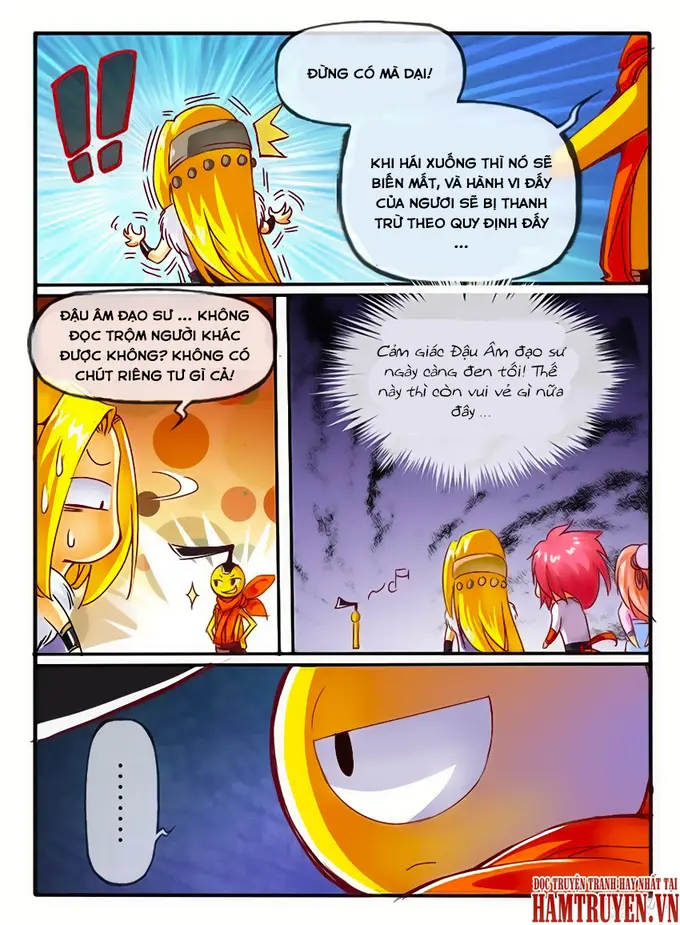 ĐỪNG CÓ MÀ DẠI!
KHI HÁI XUỐNG THÌ NÓ SẼ
BIẾN MẤT, VÀ HÀNH VI ĐẤY
CỦA NGƯƠI SẼ BỊ THANH
TRỪ THEO QUY ĐỊNH ĐẤY
...
!!
ĐẬU ÂM ĐẠO SƯ ... KHÔNG
ĐỌC TRỘM NGƯỜI KHÁC
ĐƯỢC KHÔNG? KHÔNG CÓ
CHÚT RIÊNG TƯ GÌ CẢ!
Cảm giác Đậu Âm đạo sư
ngày càng đen tối! Thế
này thì còn vui vẻ gì nữa
đây ...
........
ĐỌC TRUYỆN TRANH HAY NHẤT TẠI
HAMTRUYEN.VN